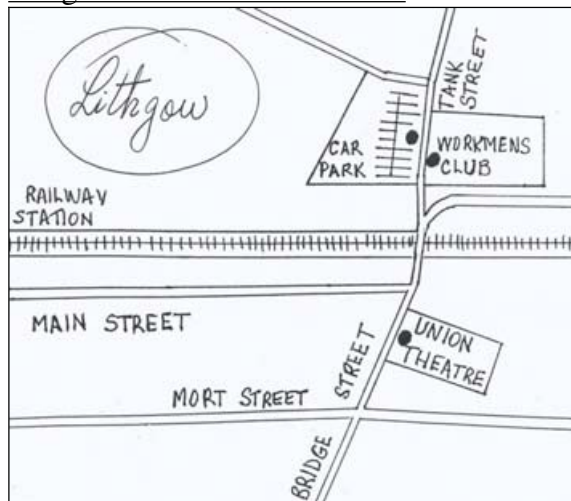 Lithgow
TANK
STREET
CAR
PARK
WORKMENS
CLUB
RAILWAY
STATION
MAIN STREET
UNION
THEATRE
MORT STREET
BRIDGE STREET